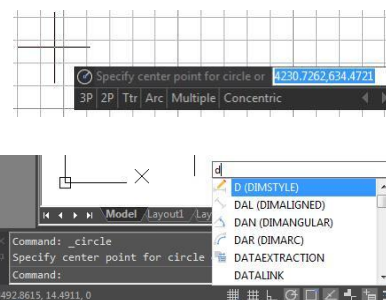 Specify center point for circle or 4230.7262,634.4721
3P 2P Ttr Arc Multiple Concentric
d
D (DIMSTYLE)
DAL (DIMALIGNED)
DAN (DIMANGULAR)
DAR (DIMARC)
DATAEXTRACTION
DATALINK
Model Layout1 Lay
Command: _circle
Specify center point for circle
Command:
492.8615, 14.4911, 0